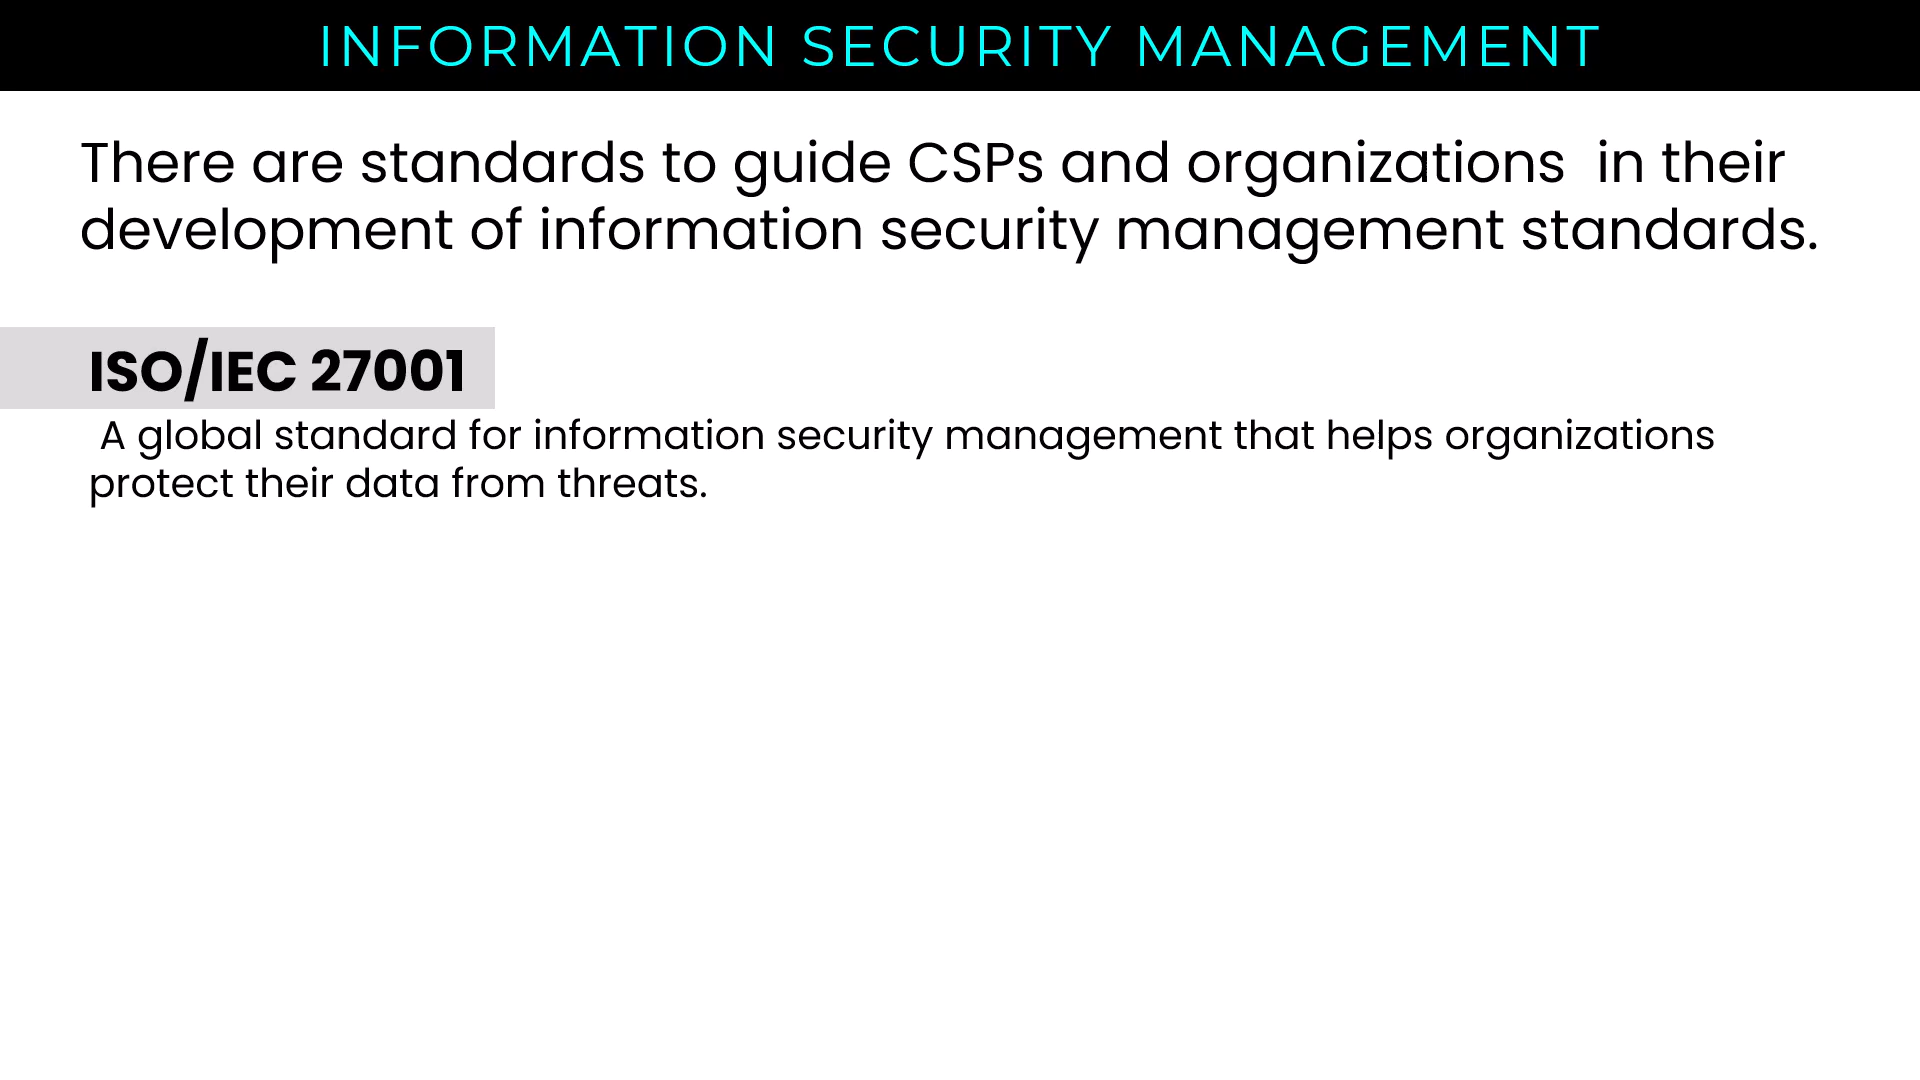 INFORMATION SECURITY MANAGEMENT
There are standards to guide CSPs and organizations  in their
development of information security management standards.
ISO/IEC 27001
A global standard for information security management that helps organizations
protect their data from threats.